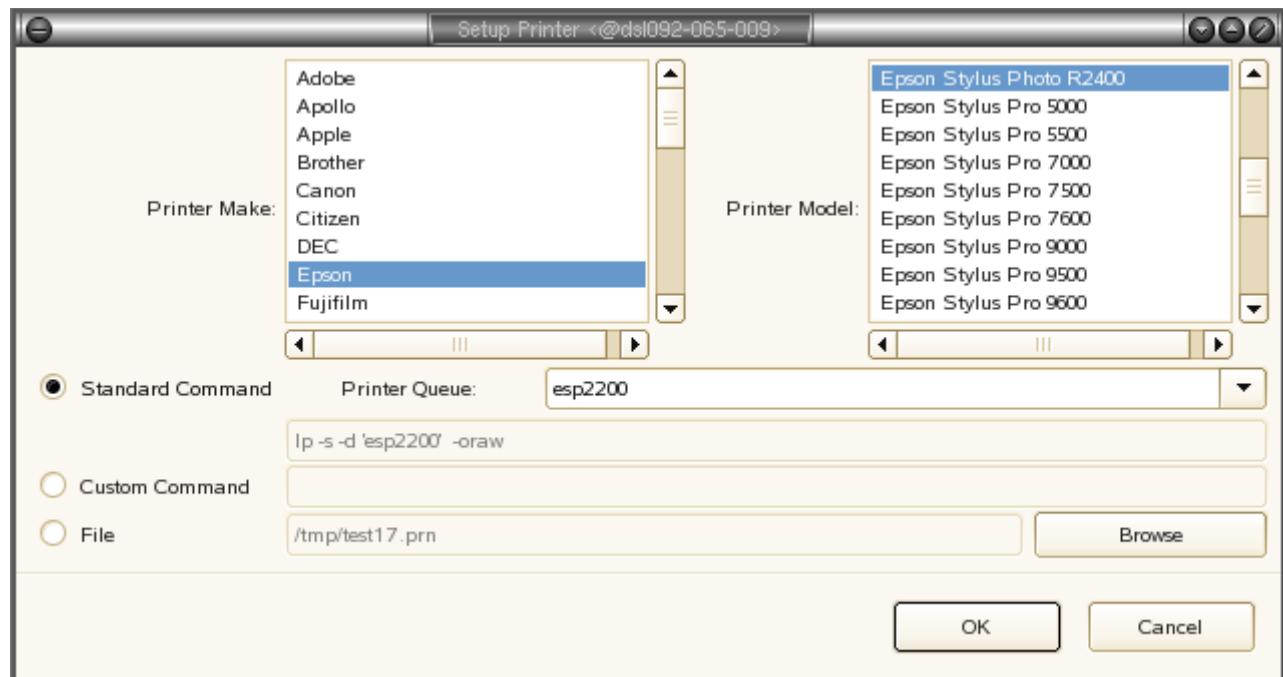 Setup Printer <@dsl092-065-009>
Printer Make:
Adobe
Apollo
Apple
Brother
Canon
Citizen
DEC
Epson
Fujifilm
Printer Model:
Epson Stylus Photo R2400
Epson Stylus Pro 5000
Epson Stylus Pro 5500
Epson Stylus Pro 7000
Epson Stylus Pro 7500
Epson Stylus Pro 7600
Epson Stylus Pro 9000
Epson Stylus Pro 9500
Epson Stylus Pro 9600
Standard Command Printer Queue: esp2200
lp -s -d 'esp2200' -oraw
Custom Command
File /tmp/test17.prn Browse
OK Cancel